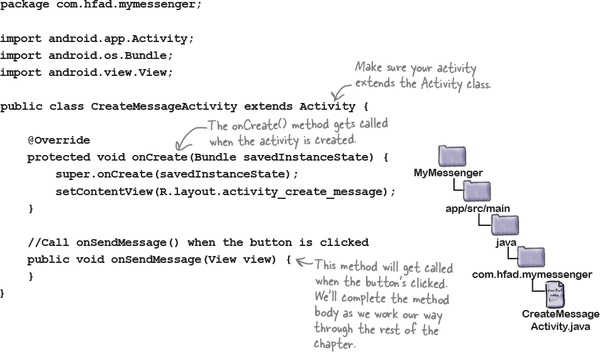 package com.hfad.mymessenger;
import android.app.Activity;
import android.os.Bundle;
import android.view.View;
Make sure your activity
extends the Activity class.
public class CreateMessageActivity extends Activity {
@Override
The onCreate() method gets called
when the activity is created.
protected void onCreate(Bundle savedInstanceState) {
super.onCreate(savedInstanceState);
setContentView(R.layout.activity_create_message);
}
//Call onSendMessage() when the button is clicked
public void onSendMessage(View view) {
}
}
This method will get called
when the button's clicked.
We'll complete the method
body as we work our way
through the rest of the
chapter.
MyMessenger
app/src/main
java
com.hfad.mymessenger
CreateMessage
Activity.java